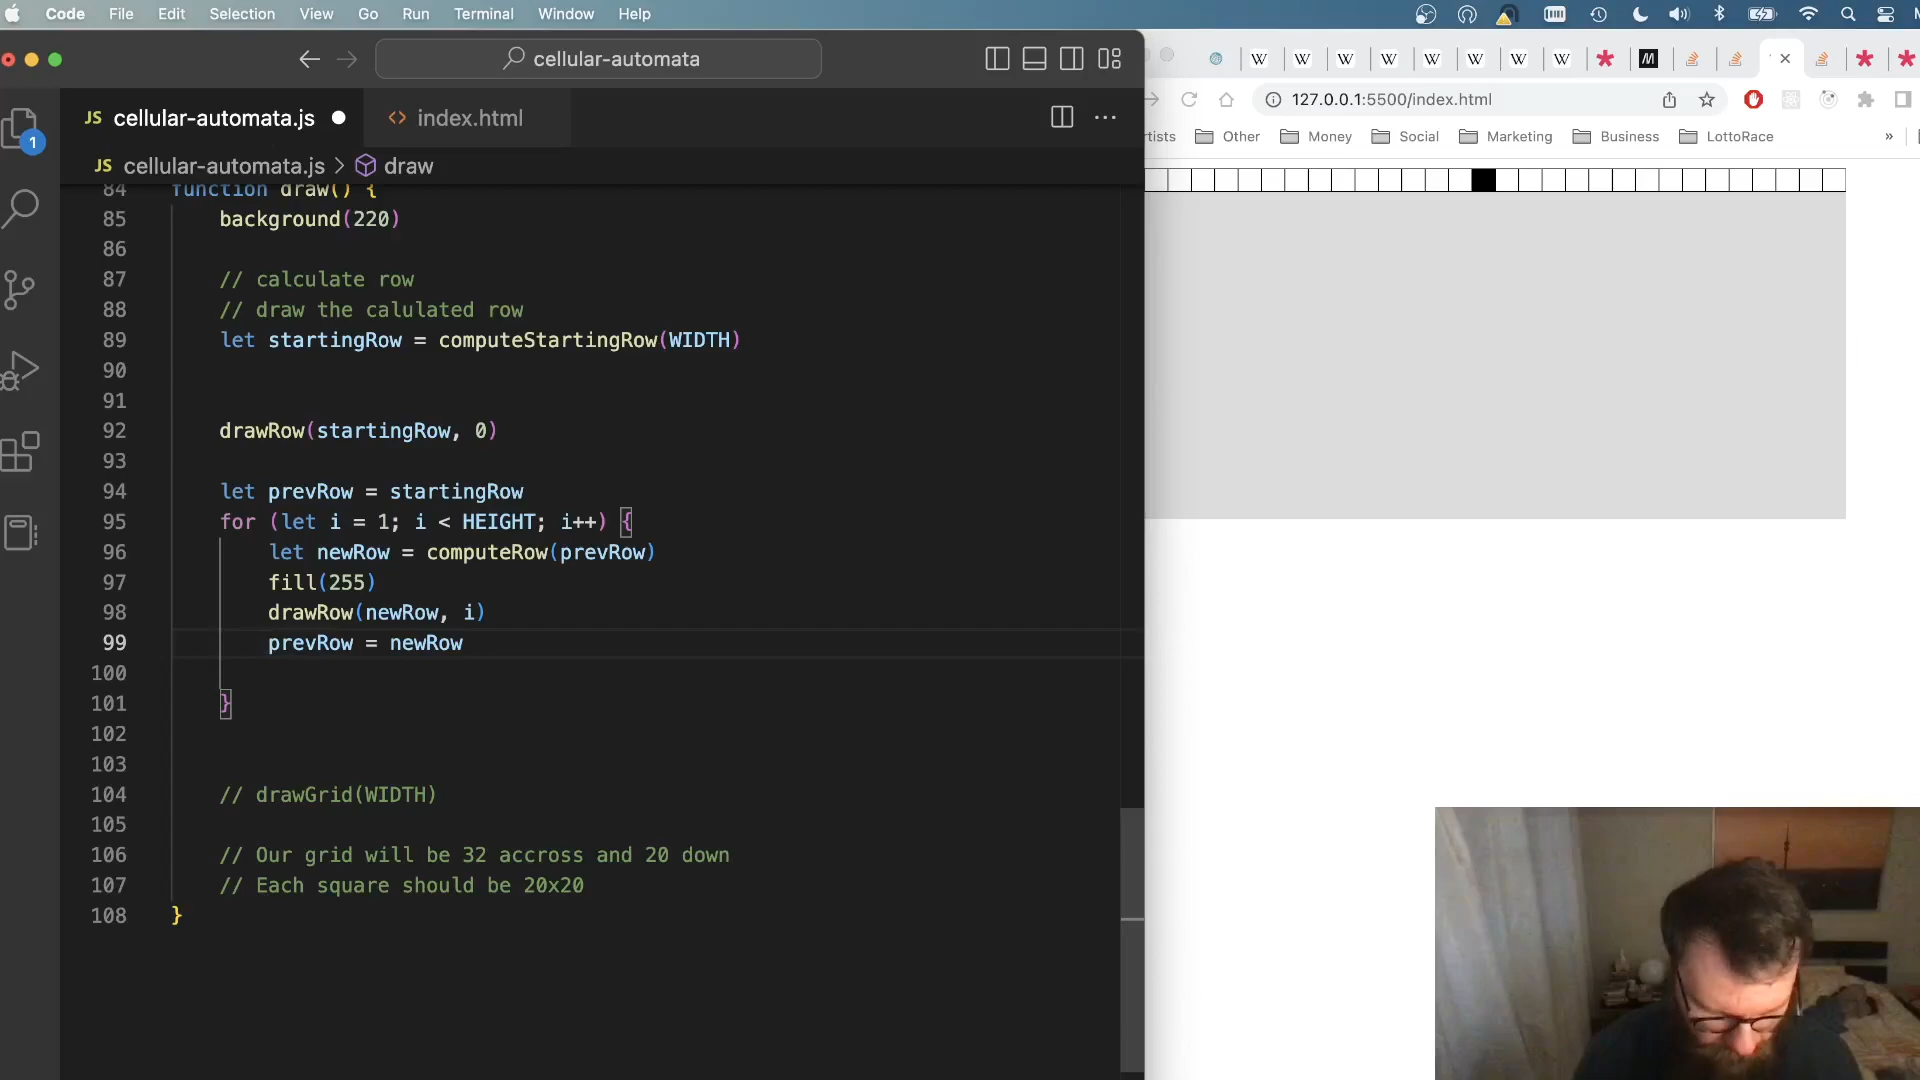 Code File Edit Selection View Go Run Terminal Window Help
cellular-automata
JS cellular-automata.js index.html
JS cellular-automata.js > draw
127.0.0.1:5500/index.html
Other Money Social Marketing Business LottoRace »
1
84 function draw() {
85 background(220)
86
87 // calculate row
88 // draw the calulated row
89 let startingRow = computeStartingRow(WIDTH)
90
91
92 drawRow(startingRow, 0)
93
94 let prevRow = startingRow
95 for (let i = 1; i < HEIGHT; i++) {
96 let newRow = computeRow(prevRow)
97 fill(255)
98 drawRow(newRow, i)
99 prevRow = newRow
100
101 }
102
103
104 // drawGrid(WIDTH)
105
106 // Our grid will be 32 accross and 20 down
107 // Each square should be 20x20
108 }